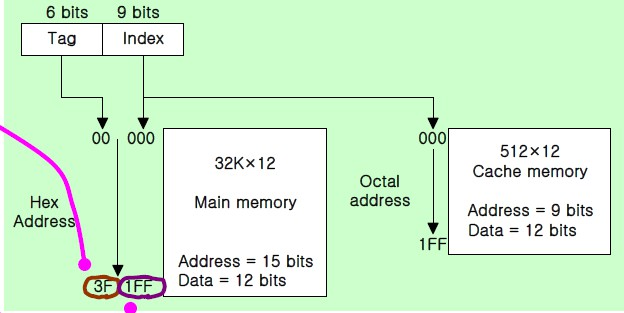 6 bits 9 bits
Tag Index
00 000
000
32K×12
Main memory
Address = 15 bits
Data = 12 bits
512×12
Cache memory
Address = 9 bits
Data = 12 bits
Hex
Address
Octal
address
3F 1FF
1FF